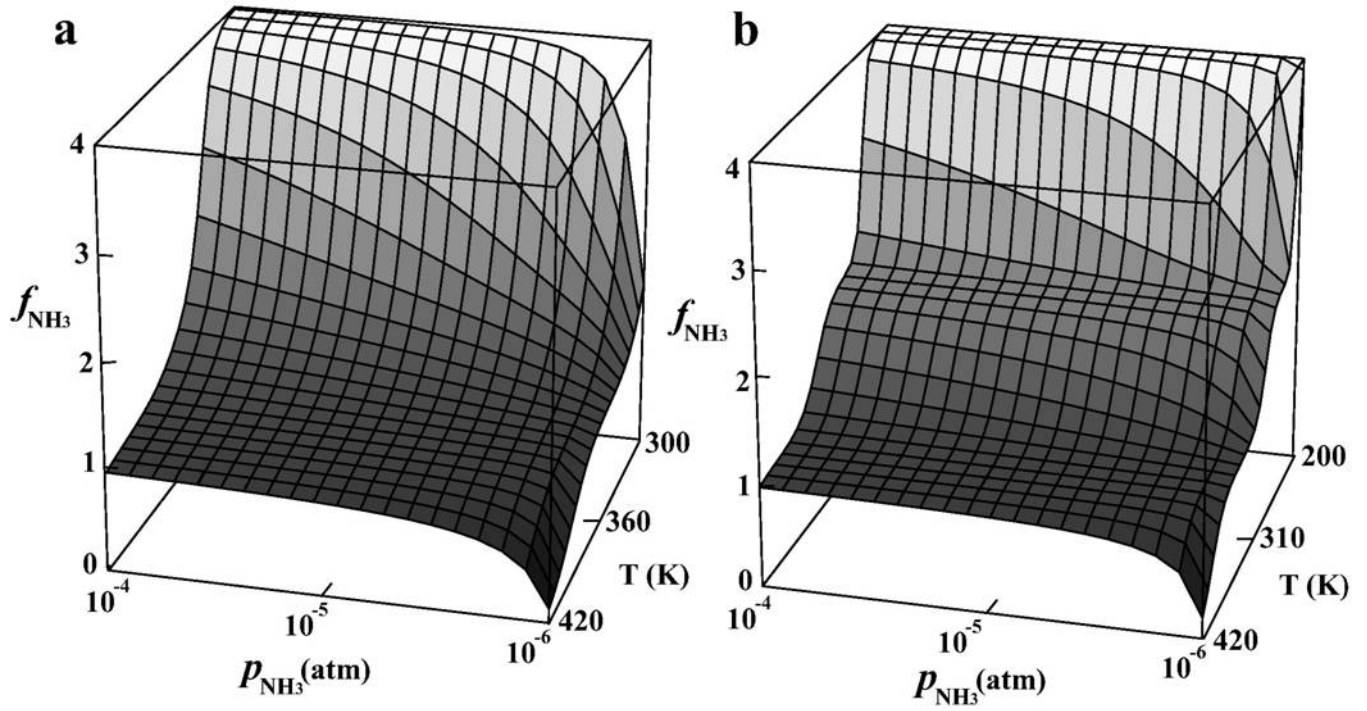 a
4
3
2
1
0
f_NH₃
10⁻⁴
10⁻⁵
10⁻⁶
p_NH₃(atm)
300
360
420
T (K)
b
4
3
2
1
0
f_NH₃
10⁻⁴
10⁻⁵
10⁻⁶
p_NH₃(atm)
200
310
420
T (K)